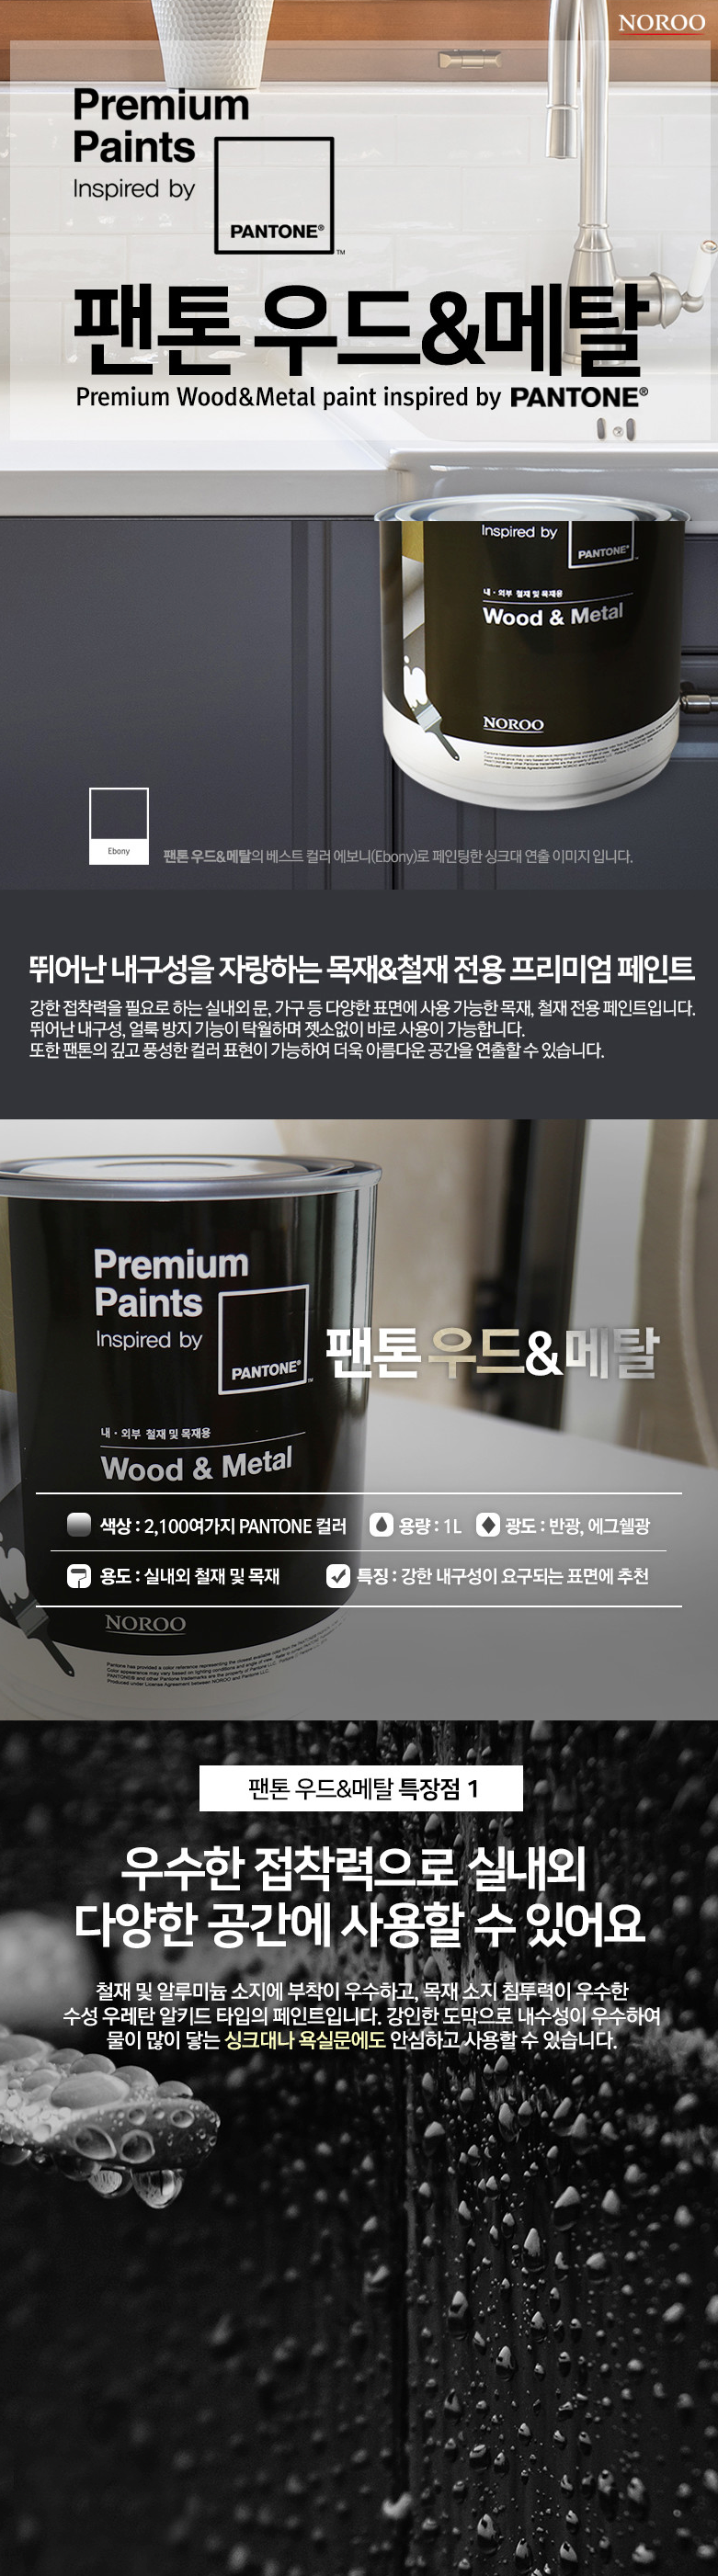 NOROO
Premium
Paints
Inspired by
PANTONE®
TM
팬톤 우드&메탈
Premium Wood&Metal paint inspired by PANTONE®
Inspired by
PANTONE®
내·외부 철재 및 목재용
Wood & Metal
NOROO
Ebony
팬톤 우드&메탈의 베스트 컬러 에보니(Ebony)로 페인팅한 싱크대 연출 이미지 입니다.
뛰어난 내구성을 자랑하는 목재&철재 전용 프리미엄 페인트
강한 접착력을 필요로 하는 실내외 문, 가구 등 다양한 표면에 사용 가능한 목재, 철재 전용 페인트입니다.
뛰어난 내구성, 얼룩 방지 기능이 탁월하며 젯소없이 바로 사용이 가능합니다.
또한 팬톤의 깊고 풍성한 컬러 표현이 가능하여 더욱 아름다운 공간을 연출할 수 있습니다.
Premium
Paints
Inspired by
PANTONE®
TM
팬톤 우드&메탈
내·외부 철재 및 목재용
Wood & Metal
색상 : 2,100여가지 PANTONE 컬러 용량 : 1L 광도 : 반광, 에그쉘광
용도 : 실내외 철재 및 목재 특징 : 강한 내구성이 요구되는 표면에 추천
NOROO
팬톤 우드&메탈 특장점 1
우수한 접착력으로 실내외
다양한 공간에 사용할 수 있어요
철재 및 알루미늄 소지에 부착이 우수하고, 목재 소지 침투력이 우수한
수성 우레탄 알키드 타입의 페인트입니다. 강인한 도막으로 내수성이 우수하여
물이 많이 닿는 싱크대나 욕실문에도 안심하고 사용할 수 있습니다.